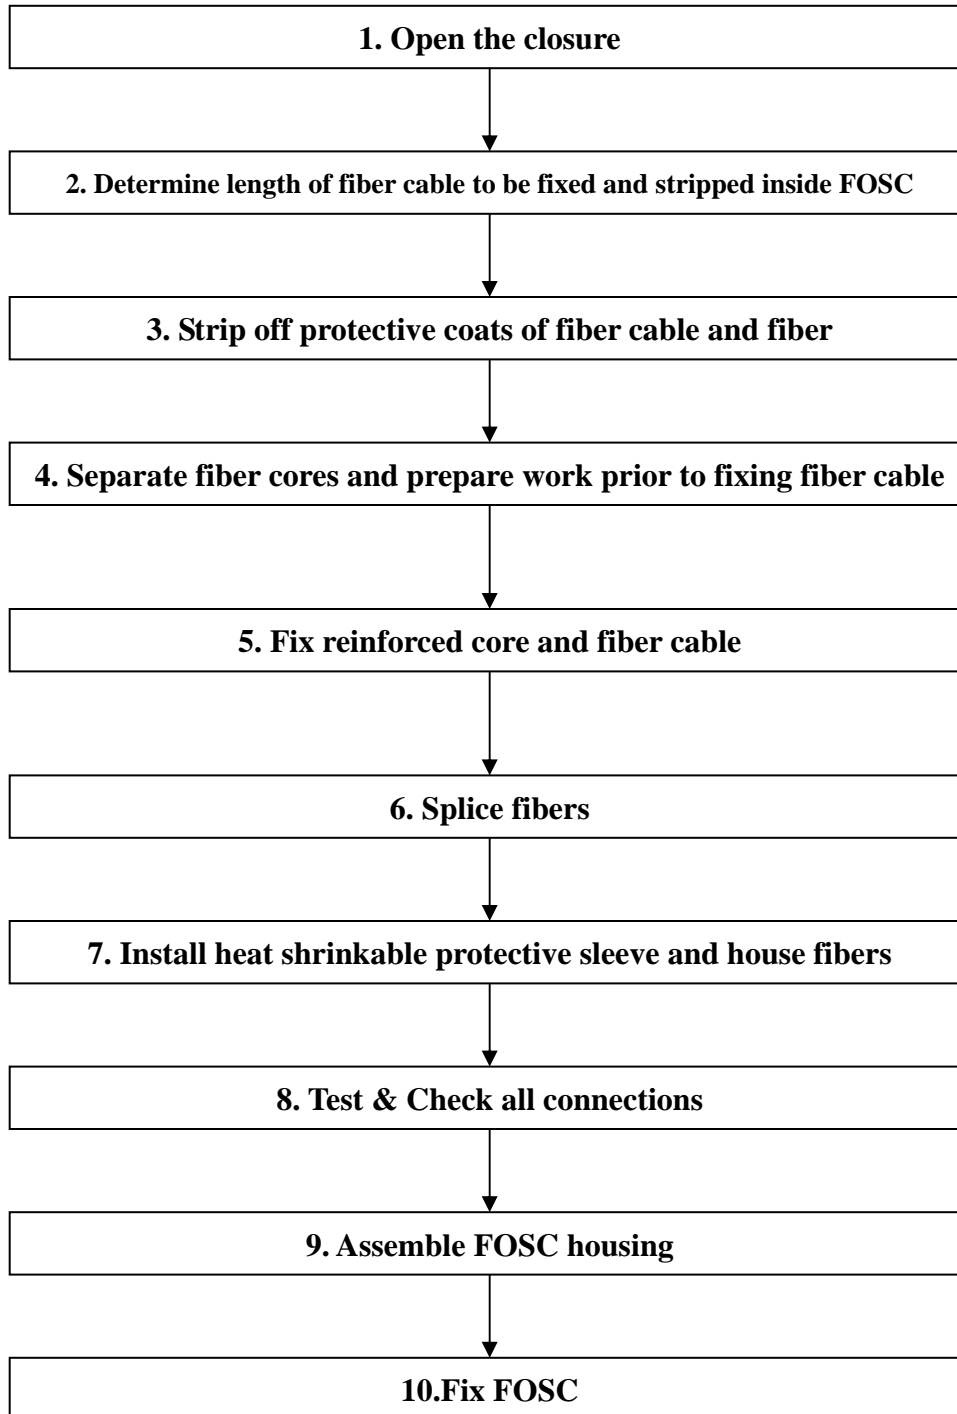 1. Open the closure
2. Determine length of fiber cable to be fixed and stripped inside FOSC
3. Strip off protective coats of fiber cable and fiber
4. Separate fiber cores and prepare work prior to fixing fiber cable
5. Fix reinforced core and fiber cable
6. Splice fibers
7. Install heat shrinkable protective sleeve and house fibers
8. Test & Check all connections
9. Assemble FOSC housing
10.Fix FOSC